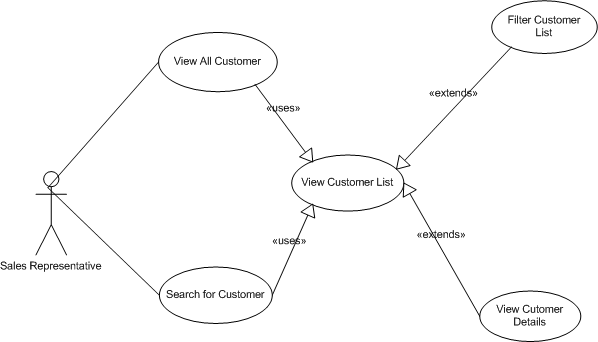 Filter Customer
List
View All Customer
«extends»
«uses»
View Customer List
«extends»
«uses»
Sales Representative
Search for Customer
View Cutomer
Details